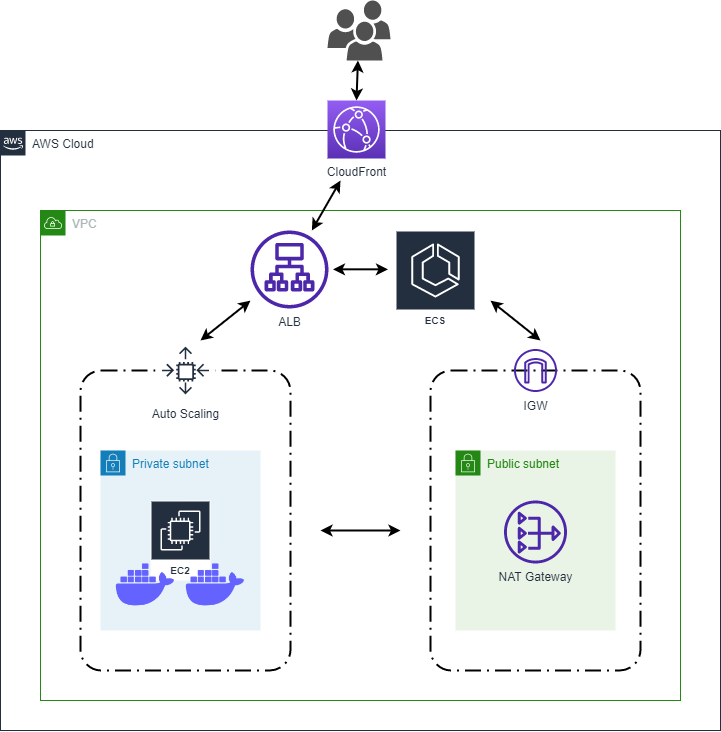 aws
AWS Cloud
CloudFront
VPC
ALB
ECS
Auto Scaling
IGW
Private subnet
Public subnet
EC2
NAT Gateway